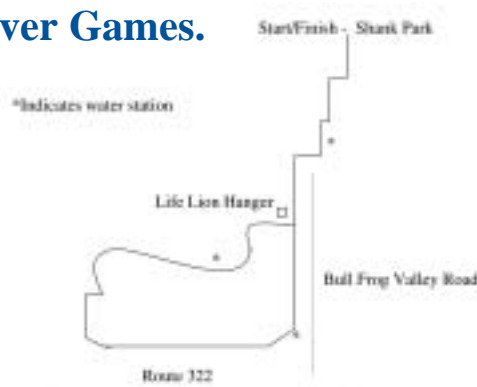 ver Games.
Start/Finish - Shank Park
*Indicates water station
*
Life Lion Hanger
*
Bull Frog Valley Road
*
Route 322